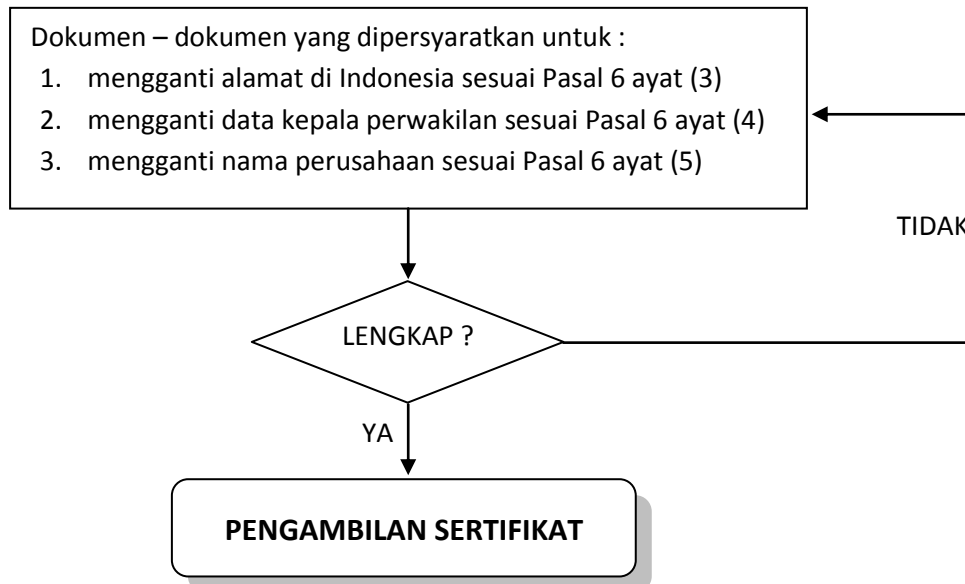 Dokumen – dokumen yang dipersyaratkan untuk :
1. mengganti alamat di Indonesia sesuai Pasal 6 ayat (3)
2. mengganti data kepala perwakilan sesuai Pasal 6 ayat (4)
3. mengganti nama perusahaan sesuai Pasal 6 ayat (5)
TIDAK
LENGKAP ?
YA
PENGAMBILAN SERTIFIKAT